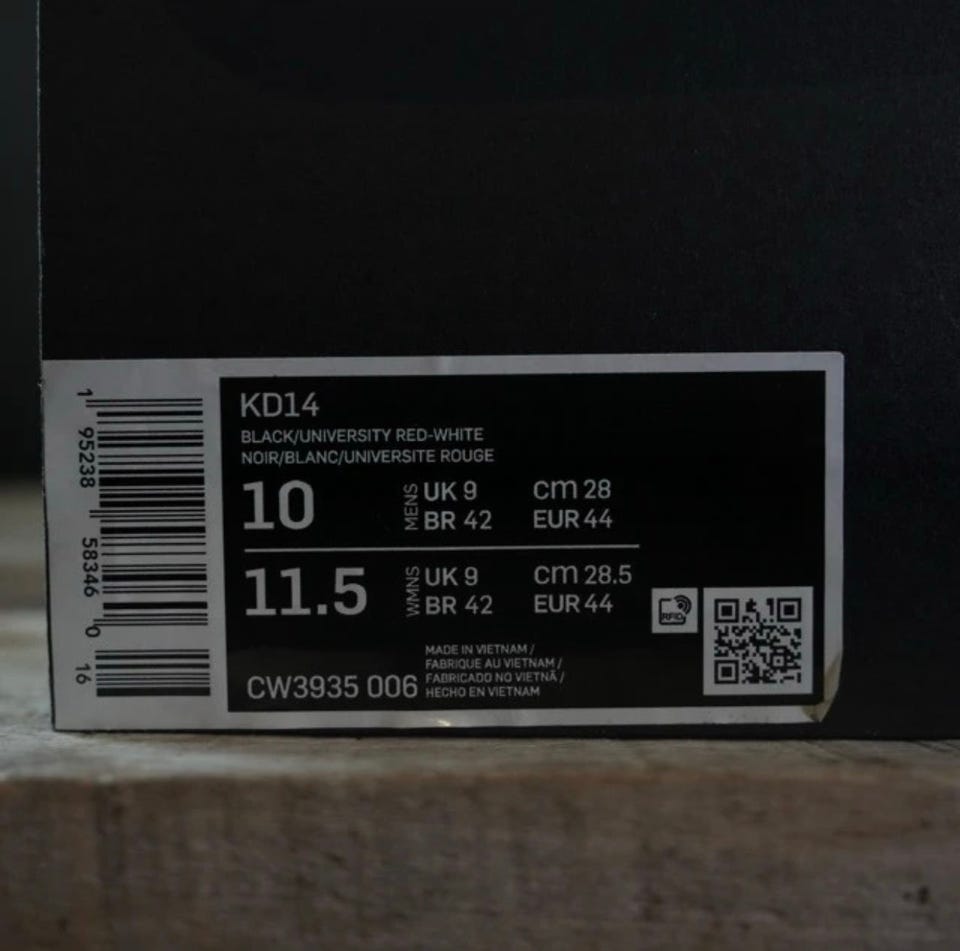 1 95238 58346 0 16
KD14
BLACK/UNIVERSITY RED-WHITE
NOIR/BLANC/UNIVERSITE ROUGE
10 MENS UK 9 cm 28
BR 42 EUR 44
11.5 WMNS UK 9 cm 28.5
BR 42 EUR 44
RFID
MADE IN VIETNAM /
FABRIQUE AU VIETNAM /
FABRICADO NO VIETNÃ /
CW3935 006 HECHO EN VIETNAM